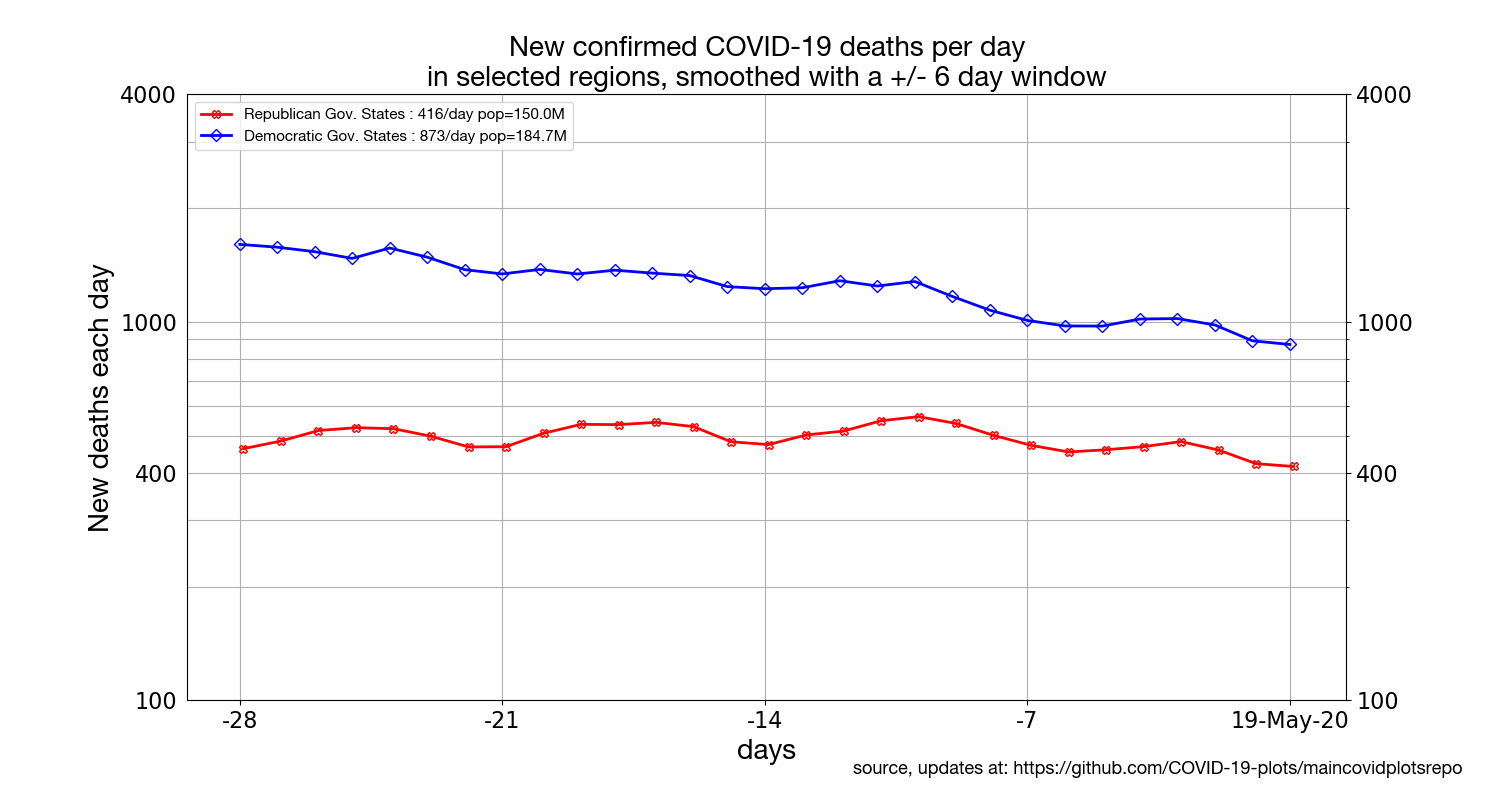 New confirmed COVID-19 deaths per day
in selected regions, smoothed with a +/- 6 day window
4000
4000
Republican Gov. States : 416/day pop=150.0M
Democratic Gov. States : 873/day pop=184.7M
1000
1000
New deaths each day
400
400
100
100
-28
-21
-14
-7
19-May-20
days
source, updates at: https://github.com/COVID-19-plots/maincovidplotsrepo